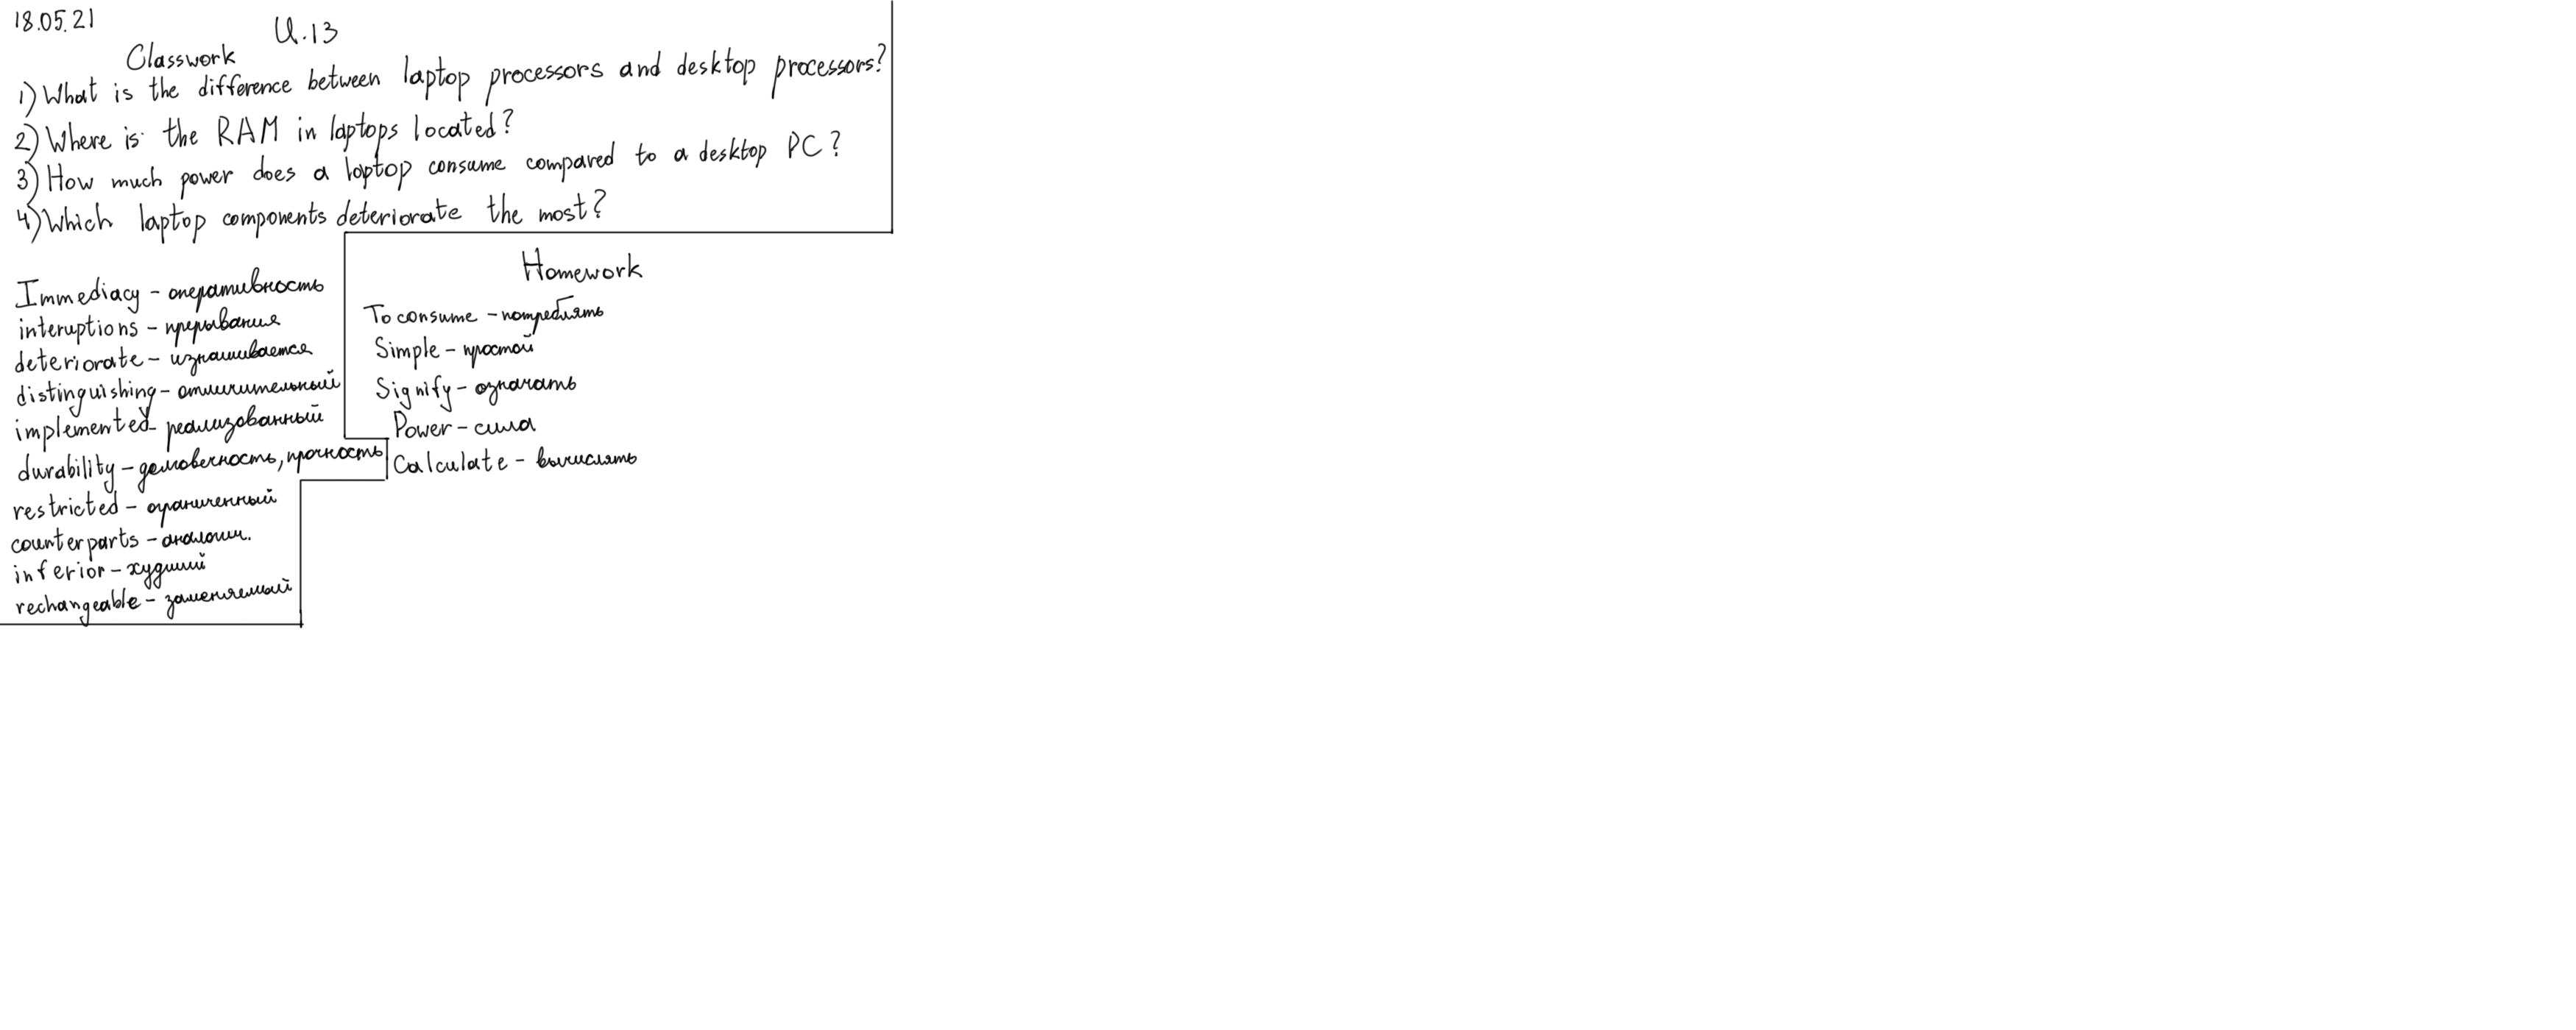 18.05.21
U.13
Classwork
1) What is the difference between laptop processors and desktop processors?
2) Where is the RAM in laptops located?
3) How much power does a laptop consume compared to a desktop PC?
4) Which laptop components deteriorate the most?
Immediacy - оперативность
interuptions - прерывания
deteriorate - изнашивается
distinguishing - отличительный
implemented - реализованный
durability - долговечность, прочность
restricted - ограниченный
counterparts - аналоги.
inferior - худший
rechangeable - заменяемый
Homework
To consume - потреблять
Simple - простой
Signify - означать
Power - сила
Calculate - вычислять